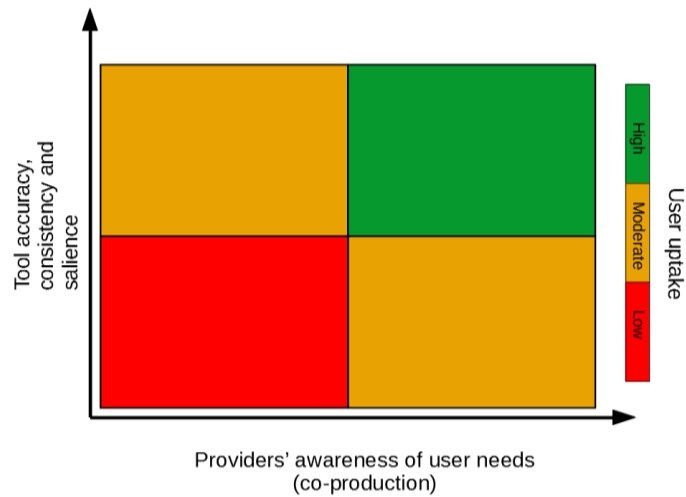 Tool accuracy,
consistency and
salience
High
Moderate
Low
User uptake
Providers’ awareness of user needs
(co-production)